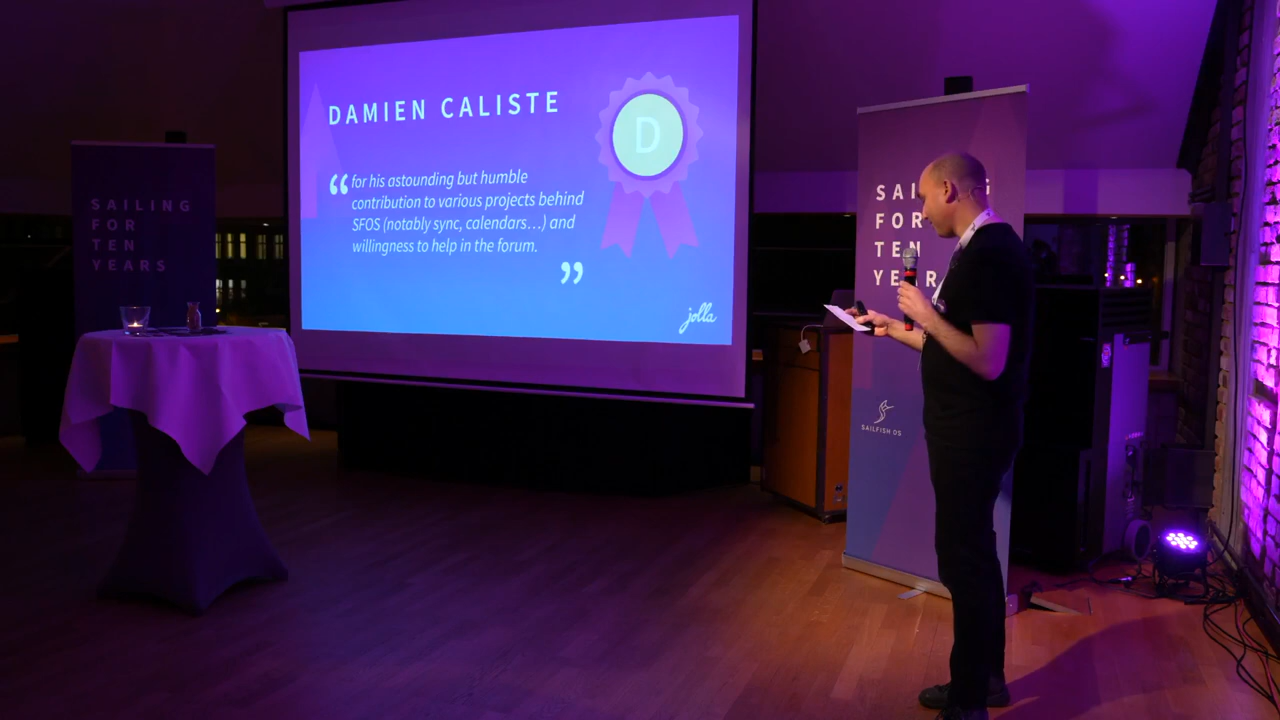 DAMIEN CALISTE
D
“ for his astounding but humble
contribution to various projects behind
SFOS (notably sync, calendars...) and
willingness to help in the forum.
”
jolla
SAILING
FOR
TEN
YEARS
SAI G
FOR
TEN
YEAR
SAILFISH OS